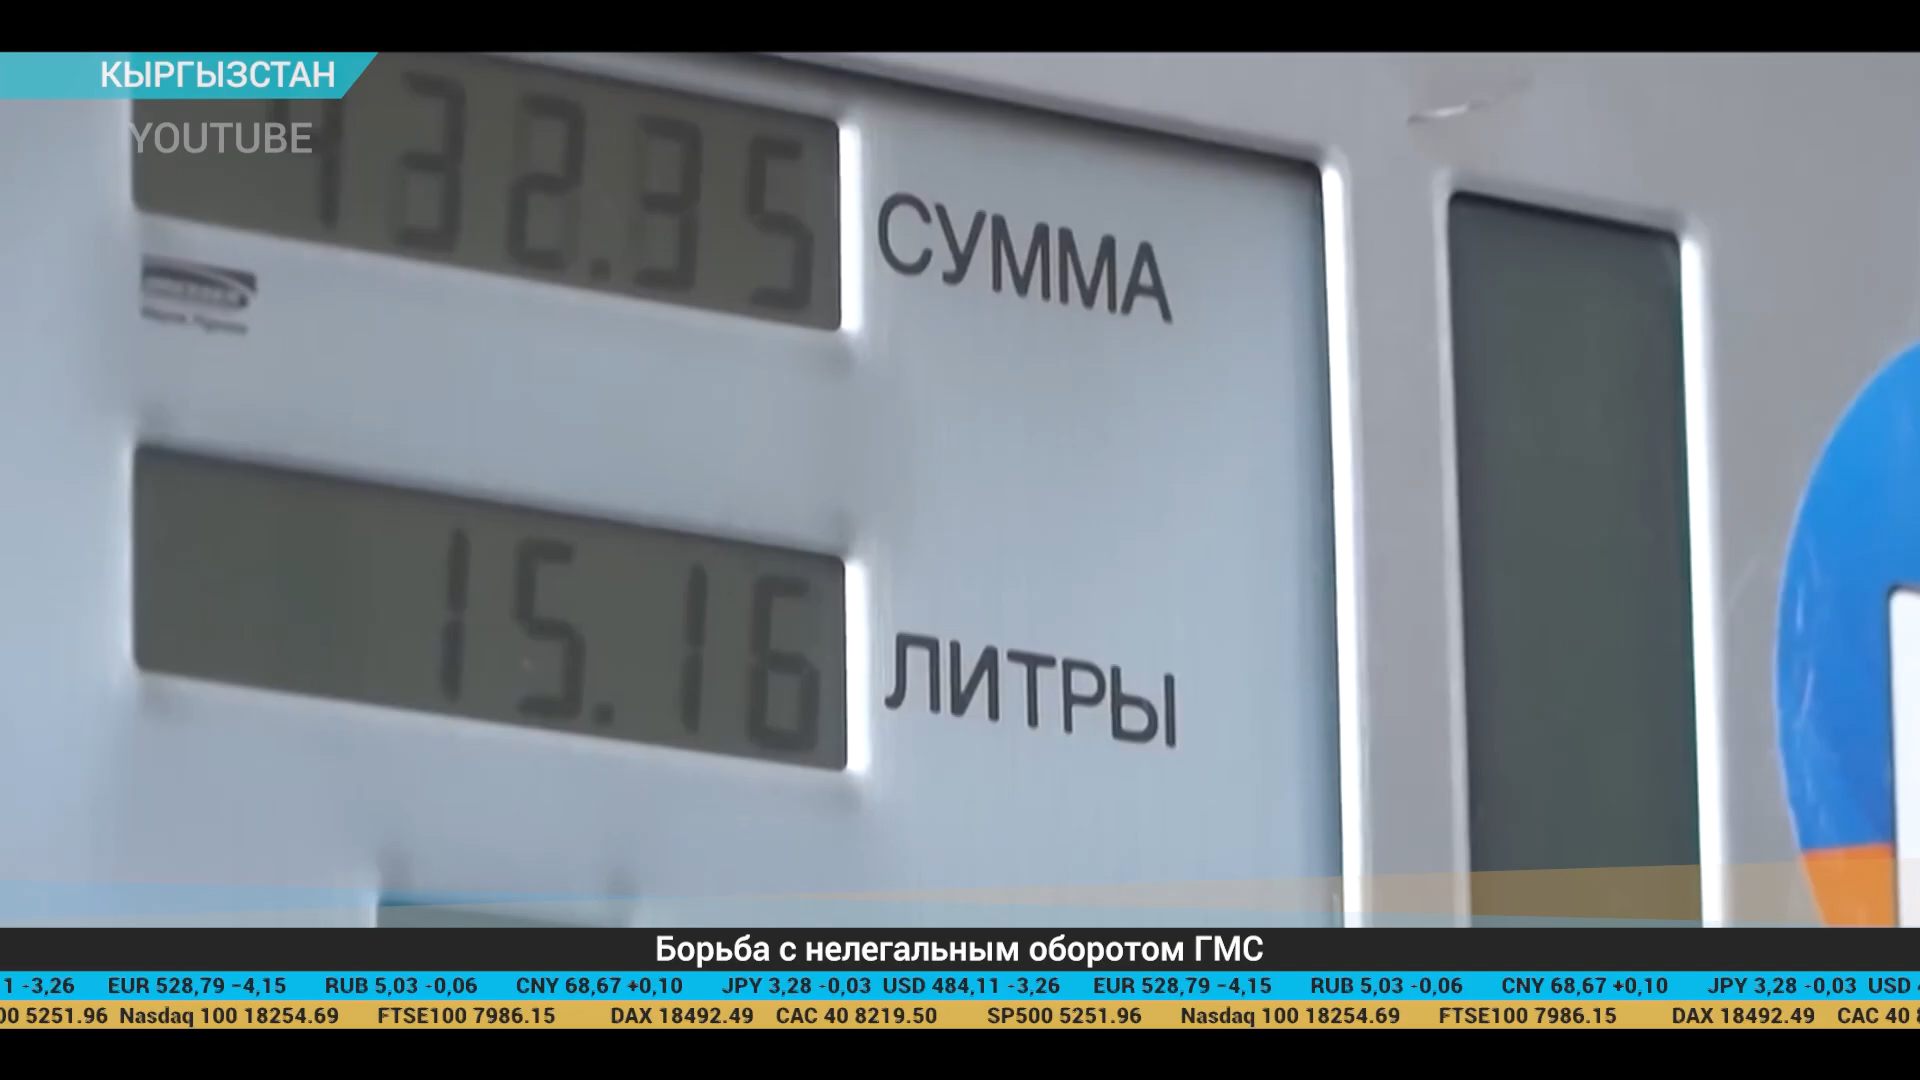 КЫРГЫЗСТАН
YOUTUBE
132.35
СУММА
15.16
ЛИТРЫ
Борьба с нелегальным оборотом ГМС
1 -3,26 EUR 528,79 -4,15 RUB 5,03 -0,06 CNY 68,67 +0,10 JPY 3,28 -0,03 USD 484,11 -3,26 EUR 528,79 -4,15 RUB 5,03 -0,06 CNY 68,67 +0,10 JPY 3,28 -0,03 USD
00 5251.96 Nasdaq 100 18254.69 FTSE100 7986.15 DAX 18492.49 CAC 40 8219.50 SP500 5251.96 Nasdaq 100 18254.69 FTSE100 7986.15 DAX 18492.49 CAC 40